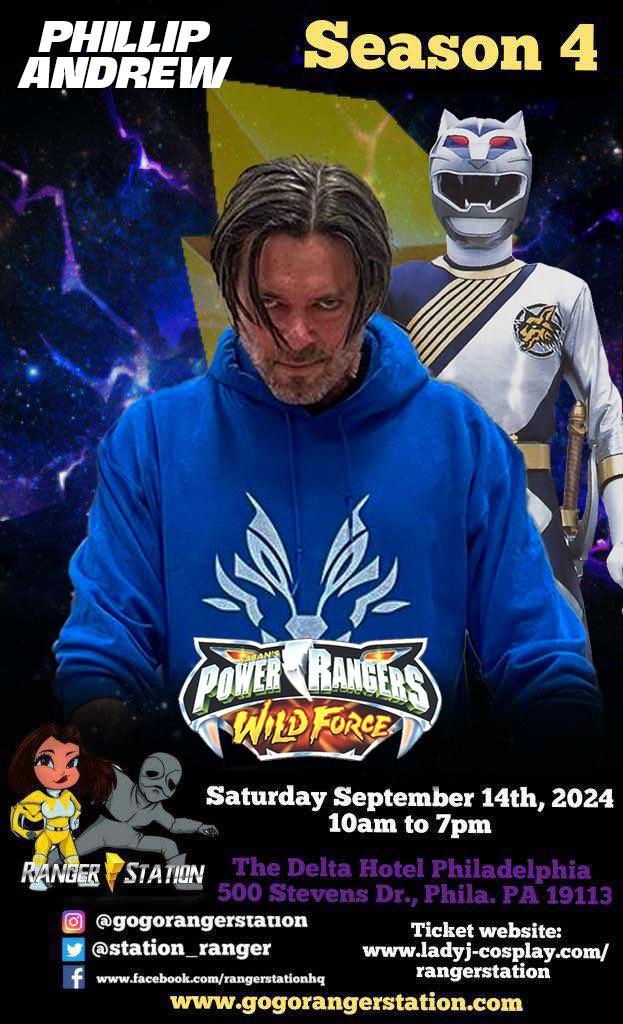 PHILLIP
ANDREW
Season 4
SABAN'S
POWER RANGERS
WILD FORCE
Saturday September 14th, 2024
10am to 7pm
RANGER STATION
The Delta Hotel Philadelphia
500 Stevens Dr., Phila. PA 19113
@gogorangerstation
@station_ranger
www.facebook.com/rangerstationhq
Ticket website:
www.ladyj-cosplay.com/
rangerstation
www.gogorangerstation.com